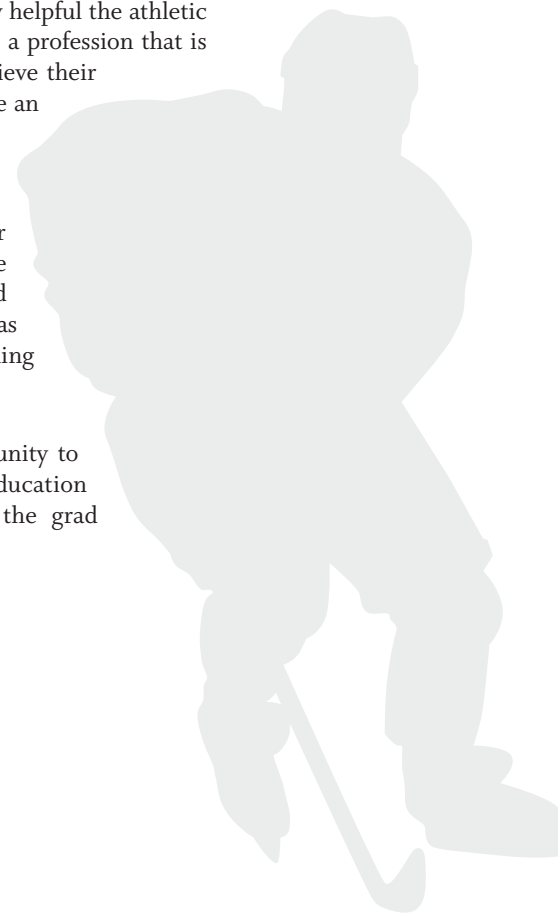 helpful the athletic
a profession that is
ieve their
e an
r
e
d
as
ing
unity to
ducation
the grad